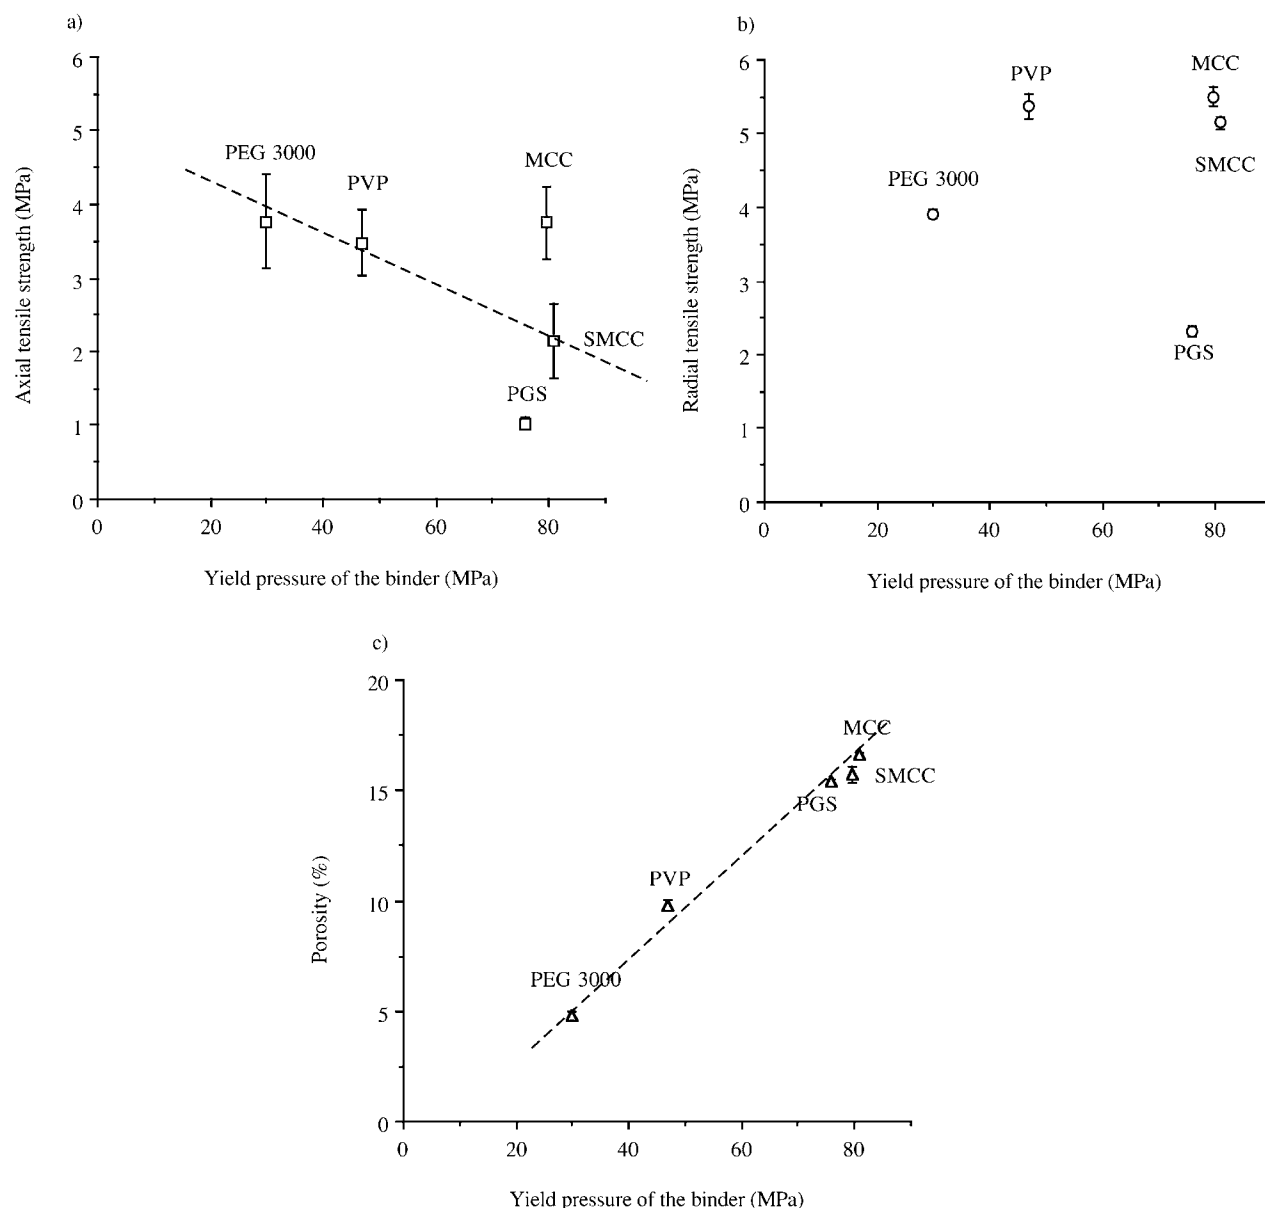 a)
6
5
4
3
2
1
0
Axial tensile strength (MPa)
PEG 3000
PVP
MCC
SMCC
PGS
0 20 40 60 80
Yield pressure of the binder (MPa)
b)
6
5
4
3
2
1
0
Radial tensile strength (MPa)
PVP
MCC
SMCC
PEG 3000
PGS
0 20 40 60 80
Yield pressure of the binder (MPa)
c)
20
15
10
5
0
Porosity (%)
MCC
SMCC
PGS
PVP
PEG 3000
0 20 40 60 80
Yield pressure of the binder (MPa)